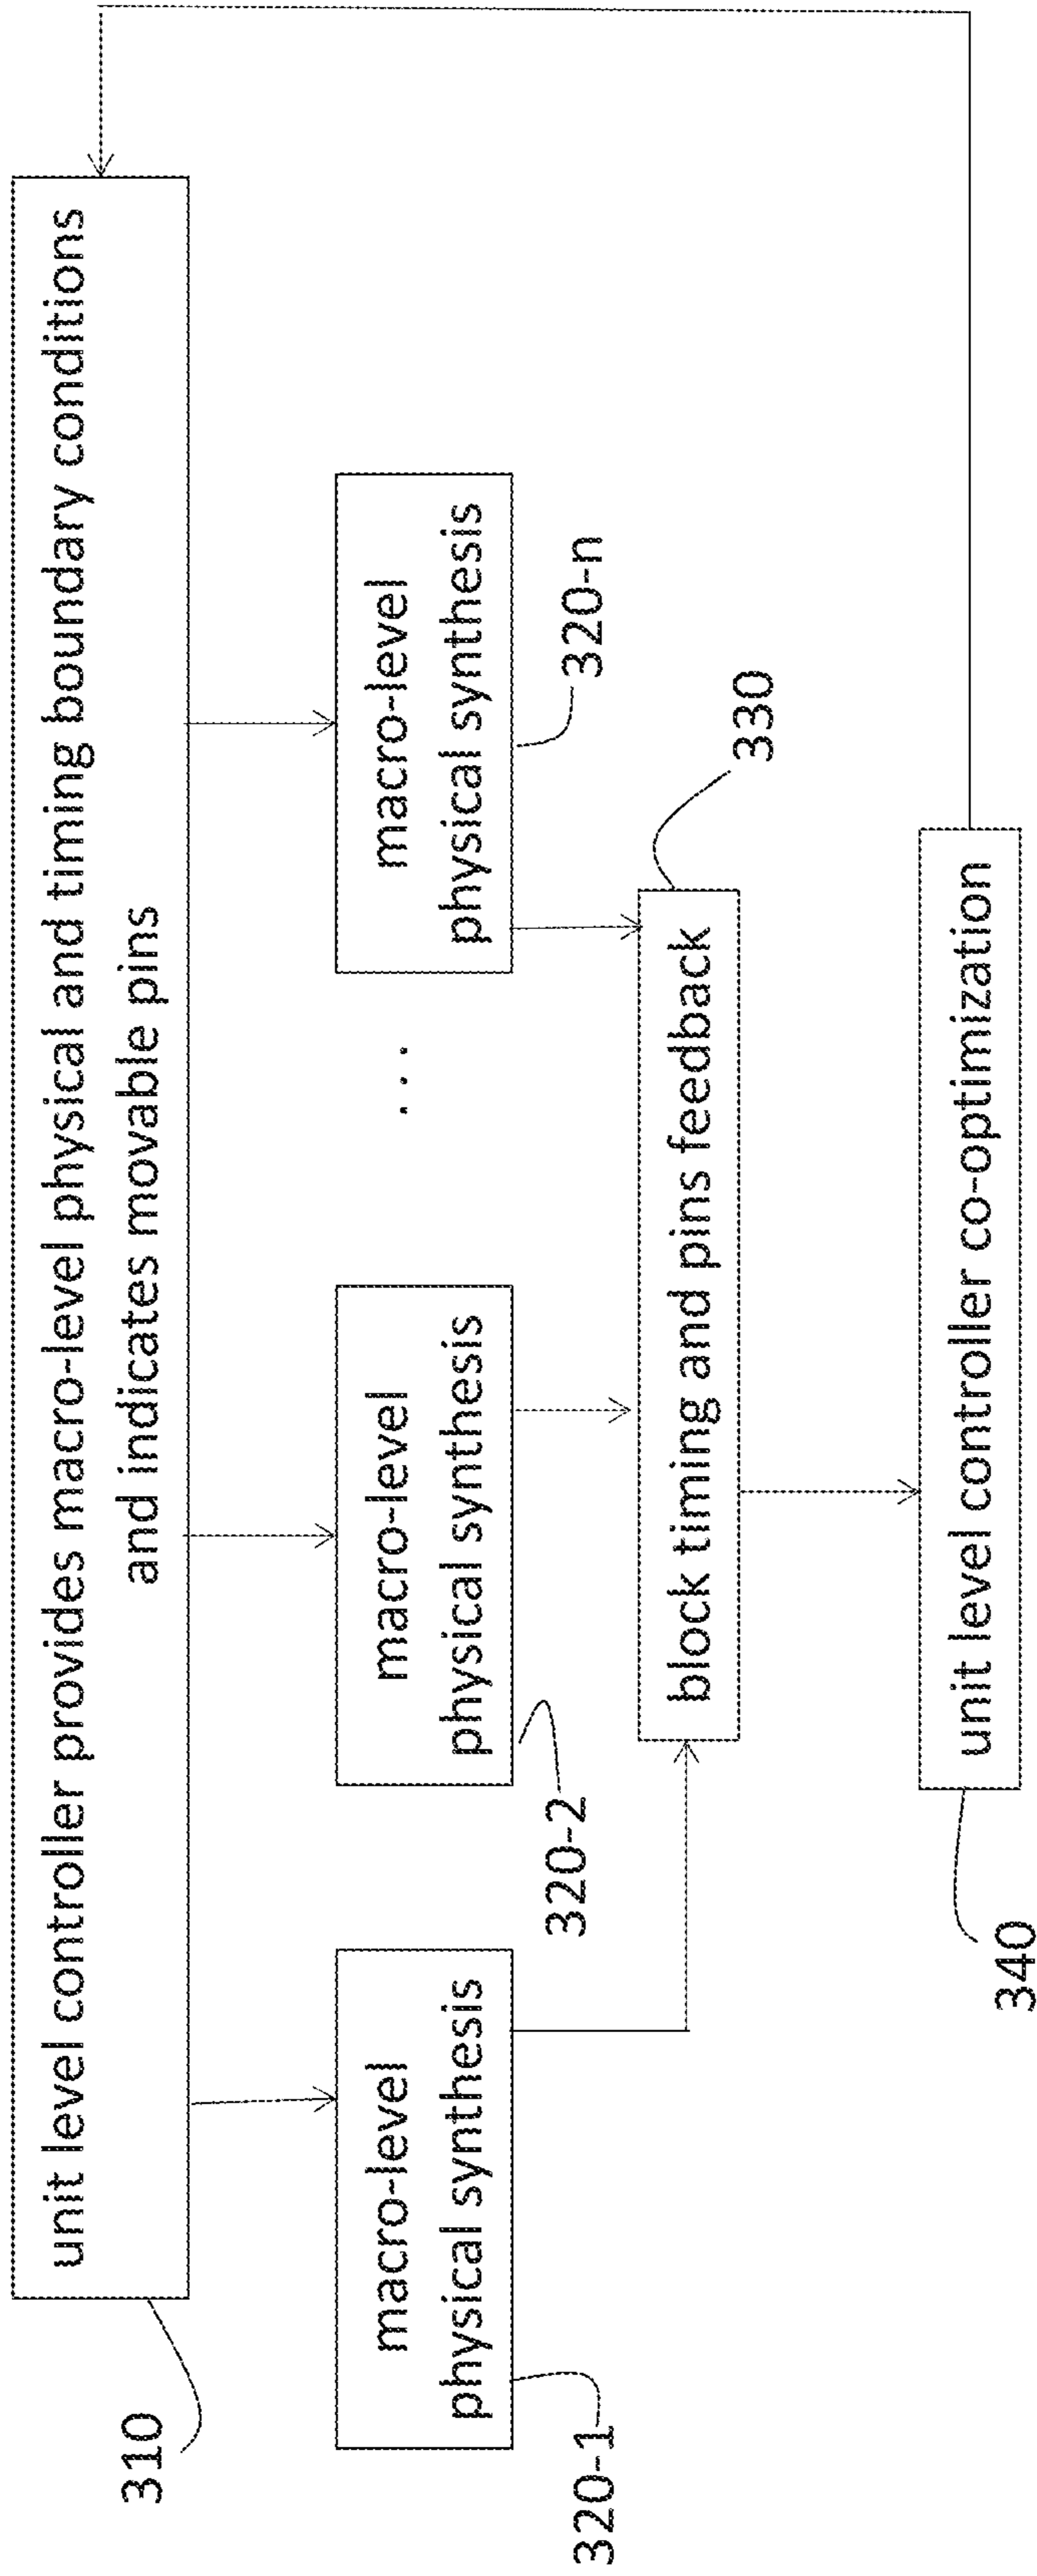 310
unit level controller provides macro-level physical and timing boundary conditions
and indicates movable pins
macro-level
physical synthesis
320-1
macro-level
physical synthesis
320-2
. . .
macro-level
physical synthesis
320-n
block timing and pins feedback
330
unit level controller co-optimization
340